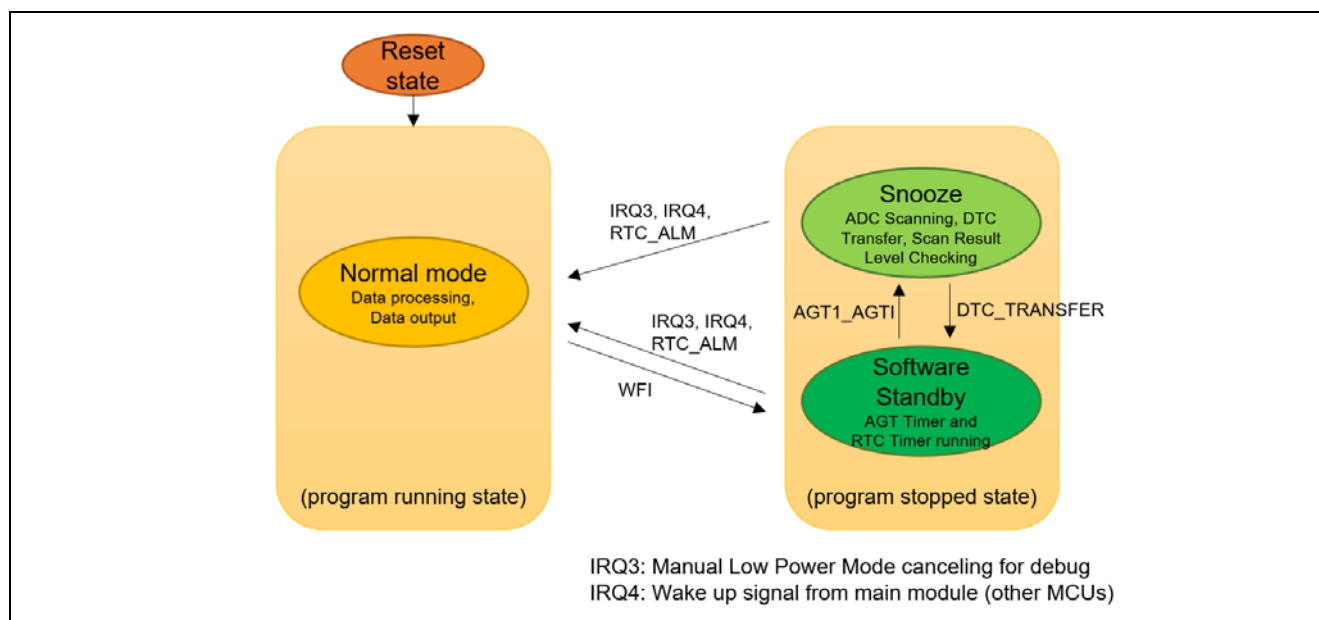 Reset
state
Snooze
ADC Scanning, DTC
Transfer, Scan Result
Level Checking
IRQ3, IRQ4,
RTC_ALM
Normal mode
Data processing,
Data output
AGT1_AGTI
DTC_TRANSFER
IRQ3, IRQ4,
RTC_ALM
WFI
Software
Standby
AGT Timer and
RTC Timer running
(program running state)
(program stopped state)
IRQ3: Manual Low Power Mode canceling for debug
IRQ4: Wake up signal from main module (other MCUs)